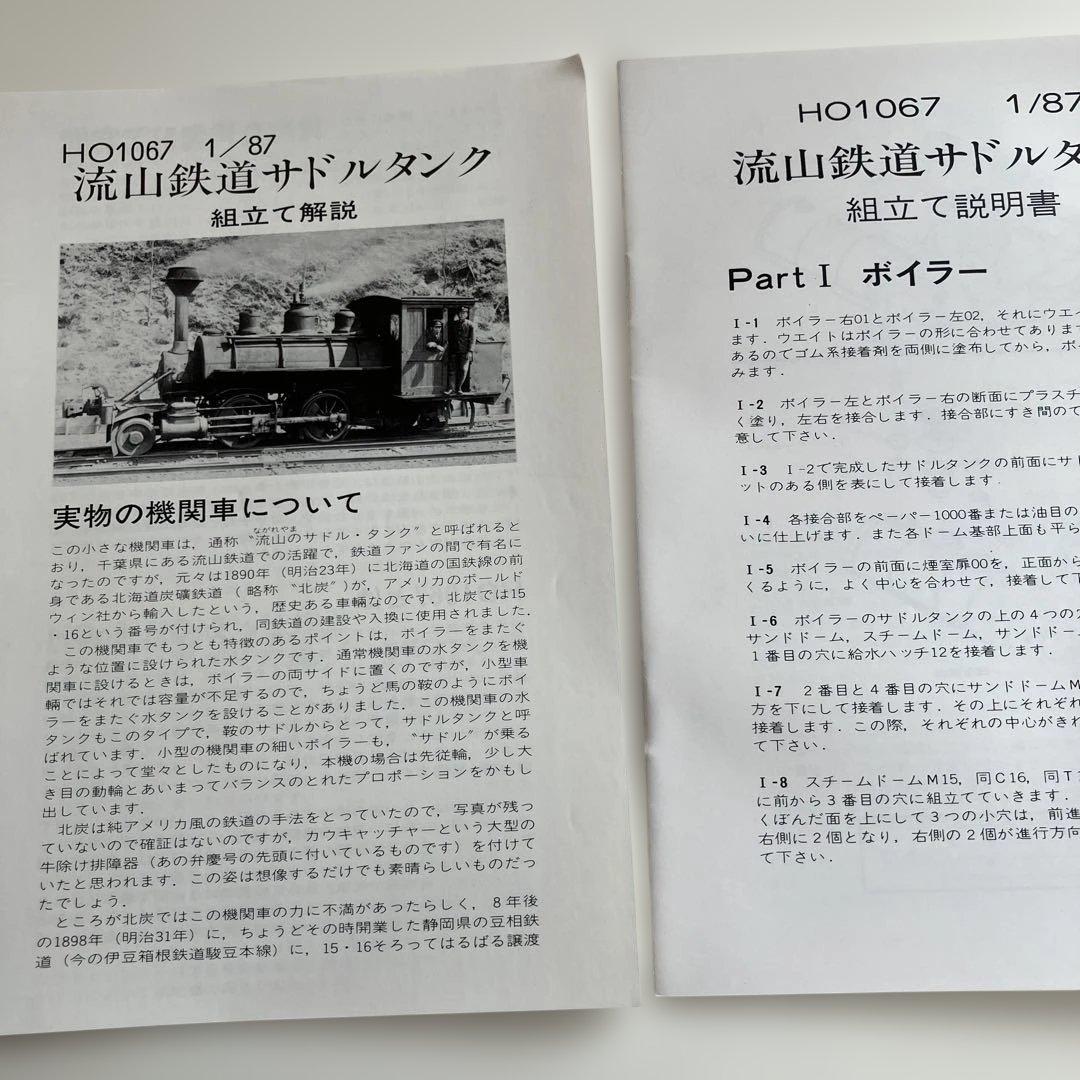 HO1067 1/87
流山鉄道サドルタンク
組立て解説
実物の機関車について
この小さな機関車は,通称〝流山のサドル・タンク〞と呼ばれると
ながれやま
おり,千葉県にある流山鉄道での活躍で,鉄道ファンの間で有名に
なったのですが,元々は1890年(明治23年)に北海道の国鉄線の前
身である北海道炭礦鉄道(略称〝北炭〞)が,アメリカのボールド
ウィン社から輸入したという,歴史ある車輛なのです.北炭では15
・16という番号が付けられ,同鉄道の建設や入換に使用されました.
この機関車でもっとも特徴のあるポイントは,ボイラーをまたぐ
ような位置に設けられた水タンクです.通常機関車の水タンクを機
関車に設けるときは,ボイラーの両サイドに置くのですが,小型車
輛ではそれでは容量が不足するので,ちょうど馬の鞍のようにボイ
ラーをまたぐ水タンクを設けることがありました.この機関車の水
タンクもこのタイプで,鞍のサドルからとって,サドルタンクと呼
ばれています.小型の機関車の細いボイラーも,〝サドル〞が乗る
ことによって堂々としたものになり,本機の場合は先従輪,少し大
き目の動輪とあいまってバランスのとれたプロポーションをかもし
出しています.
北炭は純アメリカ風の鉄道の手法をとっていたので,写真が残っ
ていないので確証はないのですが,カウキャッチャーという大型の
牛除け排障器(あの弁慶号の先頭に付いているものです)を付けて
いたと思われます.この姿は想像するだけでも素晴らしいものだっ
たでしょう.
ところが北炭ではこの機関車の力に不満があったらしく,8年後
の1898年(明治31年)に,ちょうどその時開業した静岡県の豆相鉄
道(今の伊豆箱根鉄道駿豆本線)に,15・16そろってはるばる譲渡
HO1067 1/87
流山鉄道サドルタ
組立て説明書
Part I ボイラー
I-1 ボイラー右01とボイラー左02,それにウエイ
ます.ウエイトはボイラーの形に合わせてあります
あるのでゴム系接着剤を両側に塗布してから,ボイ
みます.
I-2 ボイラー左とボイラー右の断面にプラスチ
く塗り,左右を接合します.接合部にすき間ので
意して下さい.
I-3 I-2で完成したサドルタンクの前面にサド
ットのある側を表にして接着します.
I-4 各接合部をペーパー1000番または油目の
いに仕上げます.また各ドーム基部上面も平ら
I-5 ボイラーの前面に煙室扉00を,正面から
くるように,よく中心を合わせて,接着して下
I-6 ボイラーのサドルタンクの上の4つの穴
サンドドーム,スチームドーム,サンドドーム
1番目の穴に給水ハッチ12を接着します.
I-7 2番目と4番目の穴にサンドドームM
方を下にして接着します.その上にそれぞれ
接着します.この際,それぞれの中心がきれ
て下さい.
I-8 スチームドームM15,同C16,同T1
に前から3番目の穴に組立てていきます.
くぼんだ面を上にして3つの小穴は,前進
右側に2個となり,右側の2個が進行方向
て下さい.